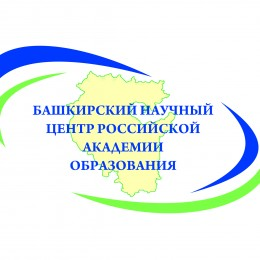 БАШКИРСКИЙ НАУЧНЫЙ
ЦЕНТР РОССИЙСКОЙ
АКАДЕМИИ
ОБРАЗОВАНИЯ